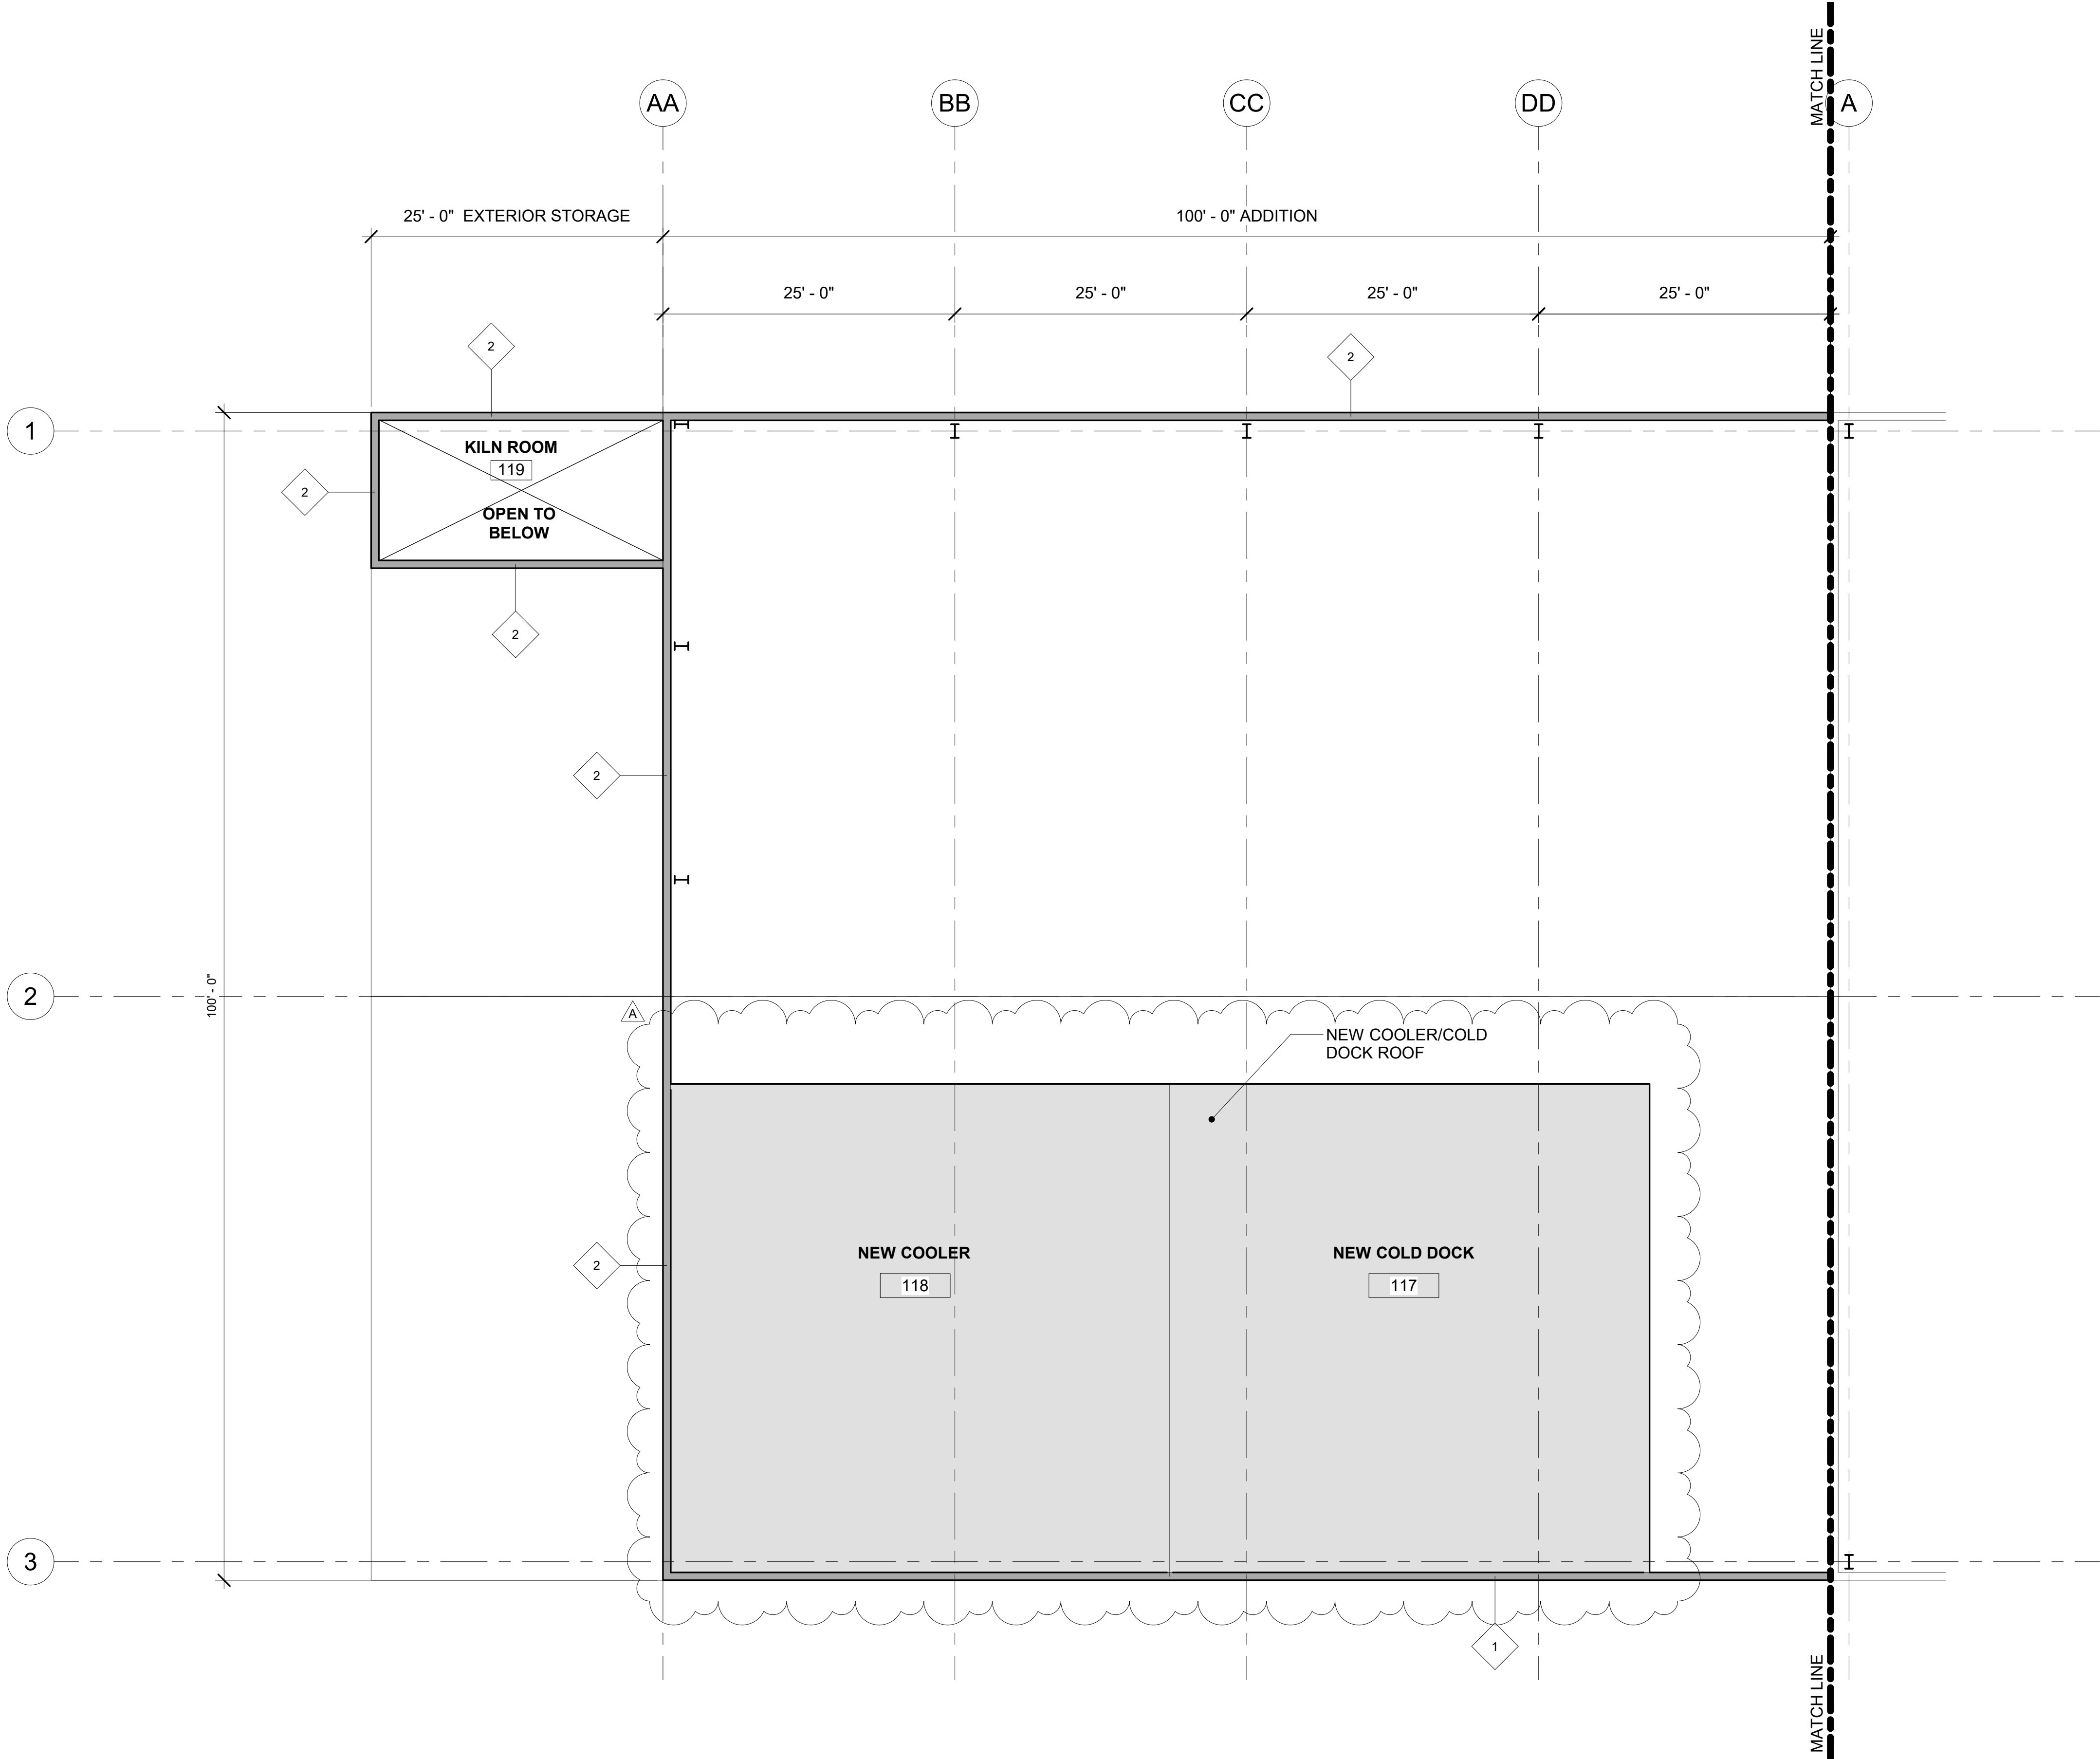 MATCH LINE
AA
BB
CC
DD
A
25' - 0" EXTERIOR STORAGE
100' - 0" ADDITION
25' - 0"
25' - 0"
25' - 0"
25' - 0"
2
2
1
KILN ROOM
119
2
OPEN TO
BELOW
2
2
100' - 0"
2
A
NEW COOLER/COLD
DOCK ROOF
NEW COOLER
118
NEW COLD DOCK
117
2
3
1
MATCH LINE